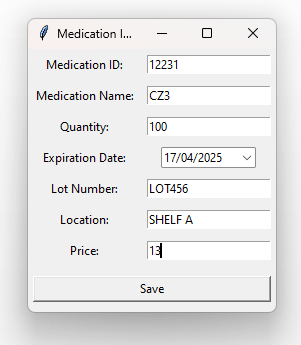 Medication I...
Medication ID: 12231
Medication Name: CZ3
Quantity: 100
Expiration Date: 17/04/2025
Lot Number: LOT456
Location: SHELF A
Price: 13
Save